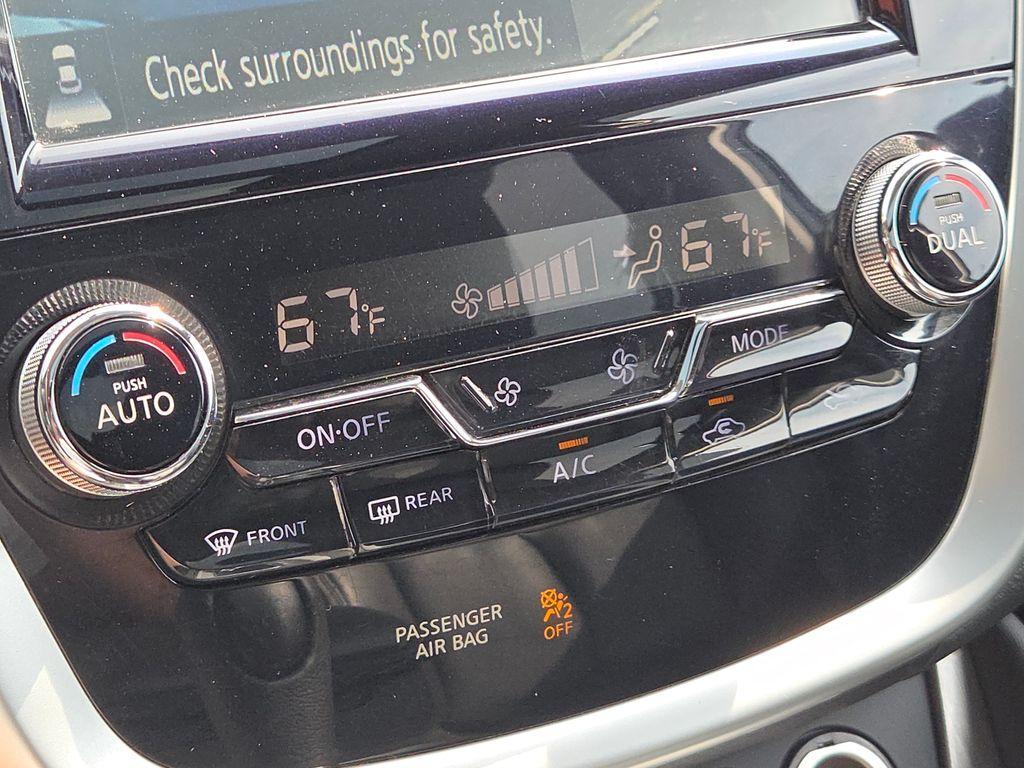 Check surroundings for safety.
67°F
67°F
PUSH
DUAL
PUSH
AUTO
ON·OFF
MODE
FRONT
REAR
A/C
PASSENGER
AIR BAG
2
OFF